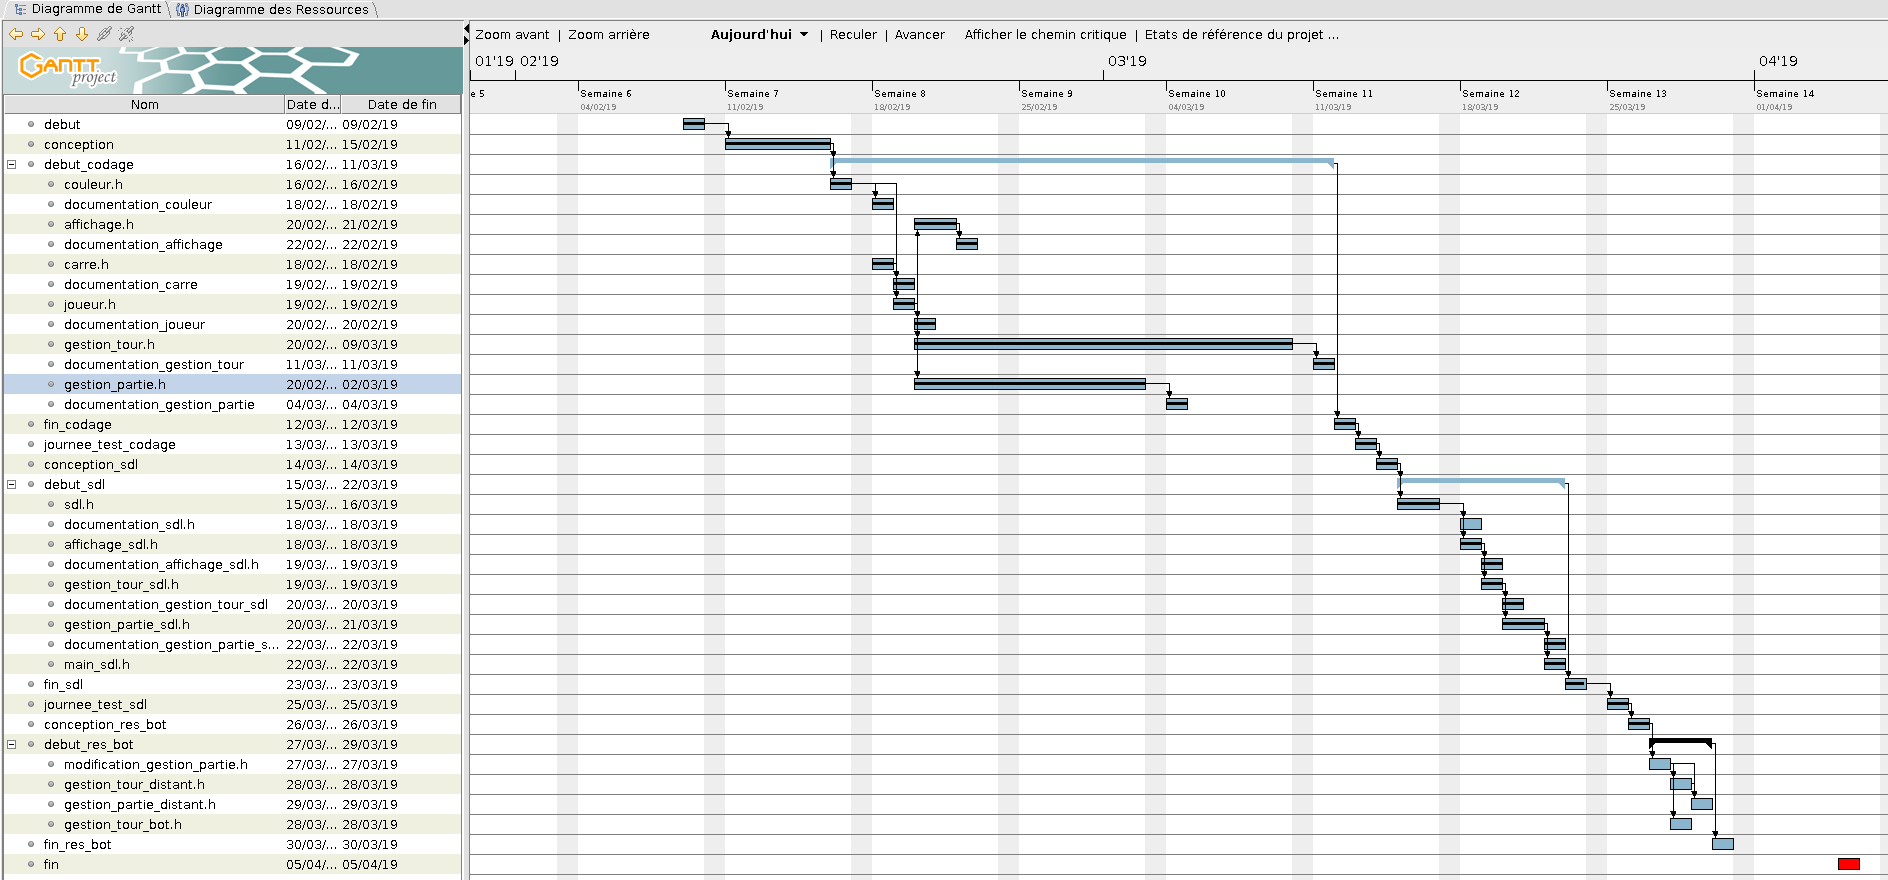 Diagramme de Gantt Diagramme des Ressources
Zoom avant | Zoom arrière Aujourd'hui | Reculer | Avancer Afficher le chemin critique | Etats de référence du projet ...
GANTT project
01'19 02'19 03'19 04'19
e 5 Semaine 6 Semaine 7 Semaine 8 Semaine 9 Semaine 10 Semaine 11 Semaine 12 Semaine 13 Semaine 14
04/02/19 11/02/19 18/02/19 25/02/19 04/03/19 11/03/19 18/03/19 25/03/19 01/04/19
Nom Date d... Date de fin
debut 09/02/... 09/02/19
conception 11/02/... 15/02/19
debut_codage 16/02/... 11/03/19
couleur.h 16/02/... 16/02/19
documentation_couleur 18/02/... 18/02/19
affichage.h 20/02/... 21/02/19
documentation_affichage 22/02/... 22/02/19
carre.h 18/02/... 18/02/19
documentation_carre 19/02/... 19/02/19
joueur.h 19/02/... 19/02/19
documentation_joueur 20/02/... 20/02/19
gestion_tour.h 20/02/... 09/03/19
documentation_gestion_tour 11/03/... 11/03/19
gestion_partie.h 20/02/... 02/03/19
documentation_gestion_partie 04/03/... 04/03/19
fin_codage 12/03/... 12/03/19
journee_test_codage 13/03/... 13/03/19
conception_sdl 14/03/... 14/03/19
debut_sdl 15/03/... 22/03/19
sdl.h 15/03/... 16/03/19
documentation_sdl.h 18/03/... 18/03/19
affichage_sdl.h 18/03/... 18/03/19
documentation_affichage_sdl.h 19/03/... 19/03/19
gestion_tour_sdl.h 19/03/... 19/03/19
documentation_gestion_tour_sdl 20/03/... 20/03/19
gestion_partie_sdl.h 20/03/... 21/03/19
documentation_gestion_partie_s... 22/03/... 22/03/19
main_sdl.h 22/03/... 22/03/19
fin_sdl 23/03/... 23/03/19
journee_test_sdl 25/03/... 25/03/19
conception_res_bot 26/03/... 26/03/19
debut_res_bot 27/03/... 29/03/19
modification_gestion_partie.h 27/03/... 27/03/19
gestion_tour_distant.h 28/03/... 28/03/19
gestion_partie_distant.h 29/03/... 29/03/19
gestion_tour_bot.h 28/03/... 28/03/19
fin_res_bot 30/03/... 30/03/19
fin 05/04/... 05/04/19